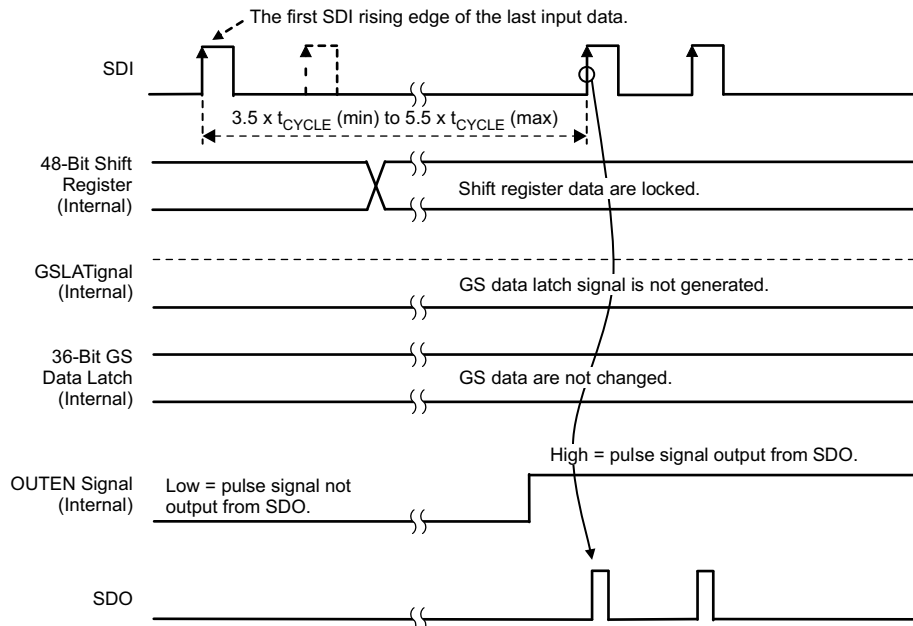 The first SDI rising edge of the last input data.
SDI
3.5 x tCYCLE (min) to 5.5 x tCYCLE (max)
48-Bit Shift
Register
(Internal)
Shift register data are locked.
GSLATignal
(Internal)
GS data latch signal is not generated.
36-Bit GS
Data Latch
(Internal)
GS data are not changed.
High = pulse signal output from SDO.
OUTEN Signal
(Internal)
Low = pulse signal not
output from SDO.
SDO